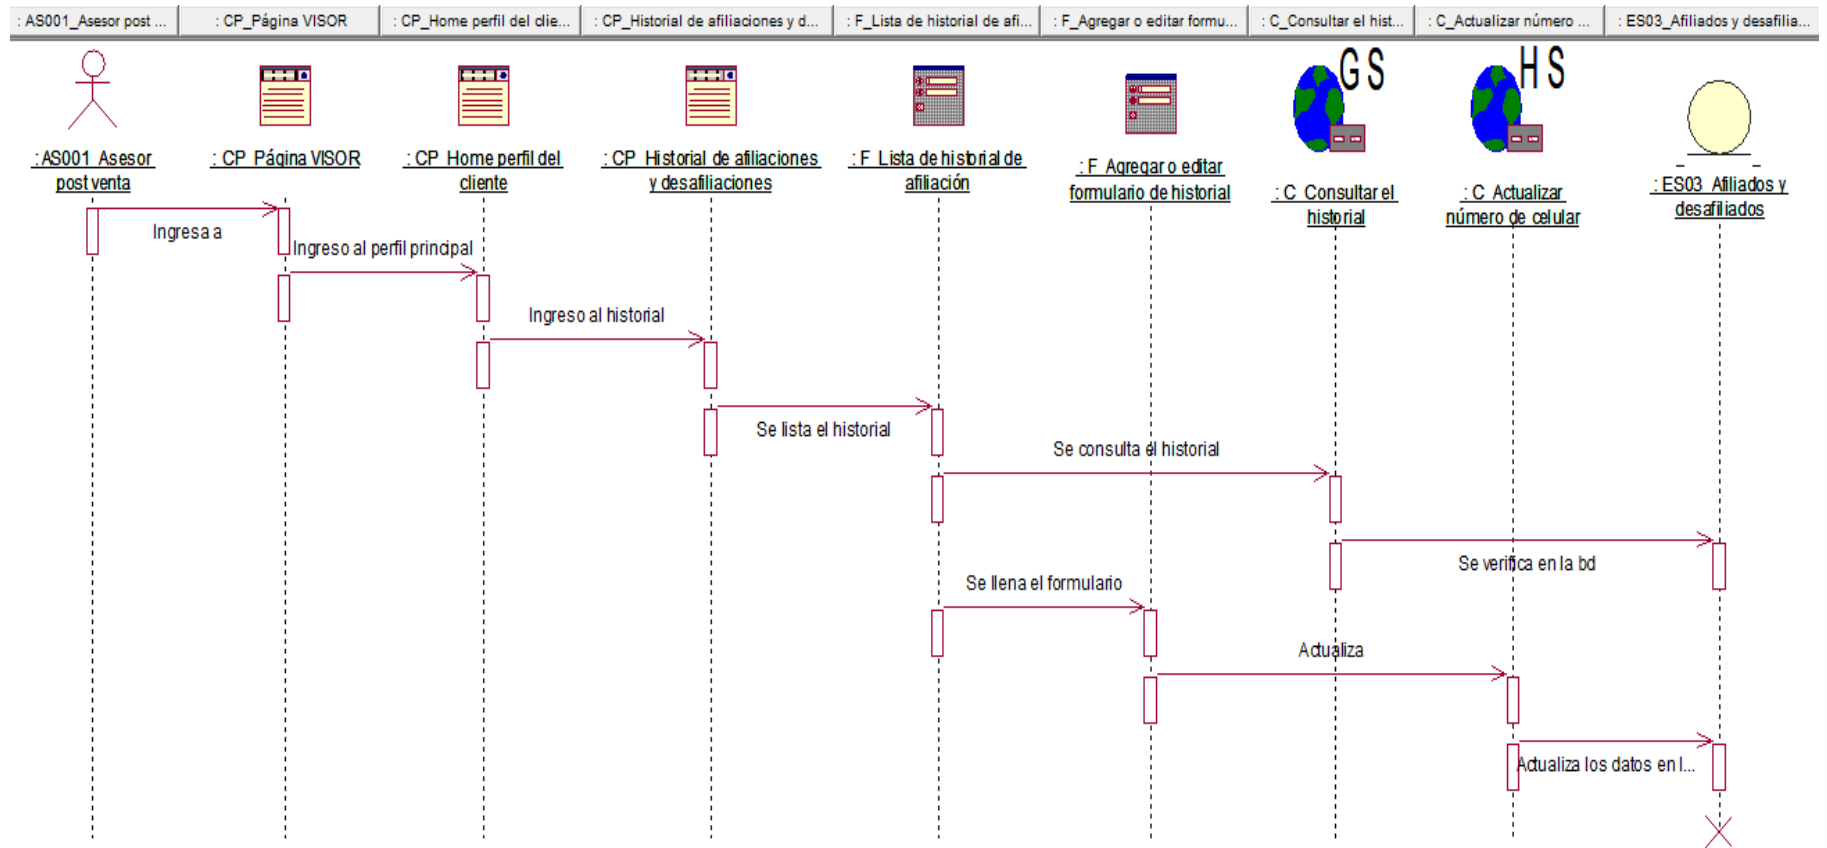 : AS001_Asesor post ...
: CP_Página VISOR
: CP_Home perfil del clie...
: CP_Historial de afiliaciones y d...
: F_Lista de historial de afi...
: F_Agregar o editar formu...
: C_Consultar el hist...
: C_Actualizar número ...
: ES03_Afiliados y desafilia...
GS
HS
: AS001_Asesor
post venta
: CP_Página VISOR
: CP_Home perfil del
cliente
: CP_Historial de afiliaciones
y desafiliaciones
: F_Lista de historial de
afiliación
: F_Agregar o editar
formulario de historial
: C_Consultar el
historial
: C_Actualizar
número de celular
: ES03_Afiliados y
desafiliados
Ingresa a
Ingreso al perfil principal
Ingreso al historial
Se lista el historial
Se consulta el historial
Se verifica en la bd
Se llena el formulario
Actualiza
Actualiza los datos en l...